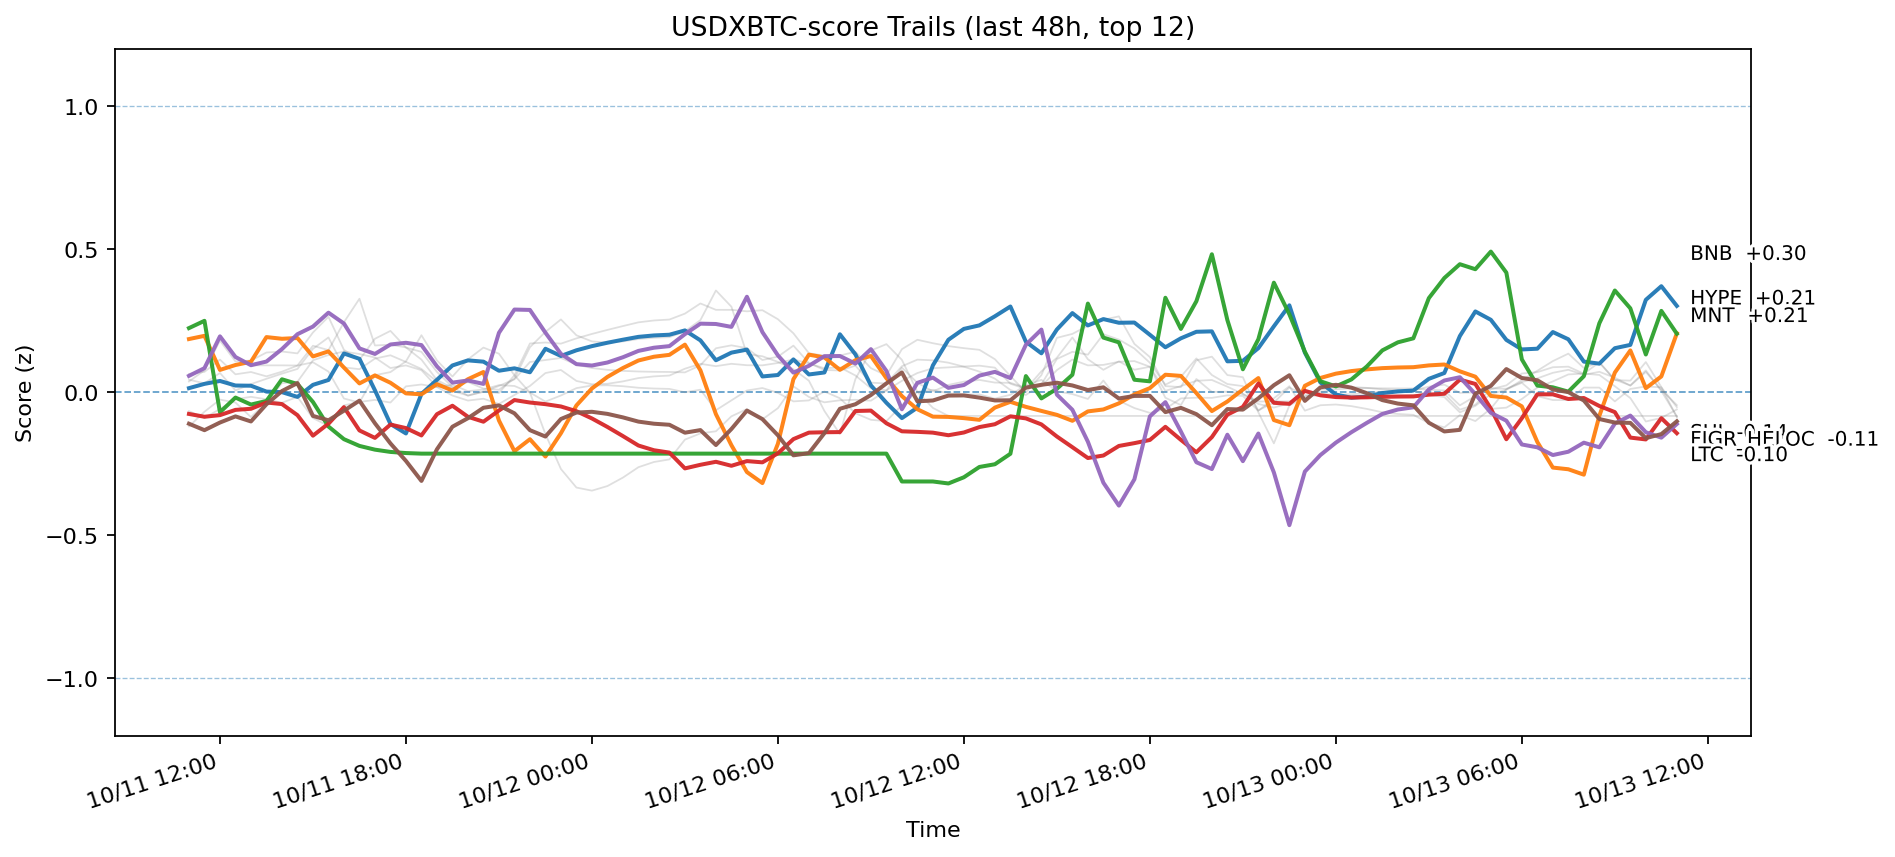 USDXBTC-score Trails (last 48h, top 12)
Score (z)
1.0
0.5
0.0
−0.5
−1.0
BNB +0.30
HYPE +0.21
MNT +0.21
-0.14
FIGR_HELOC -0.11
LTC -0.10
10/11 12:00
10/11 18:00
10/12 00:00
10/12 06:00
10/12 12:00
10/12 18:00
10/13 00:00
10/13 06:00
10/13 12:00
Time